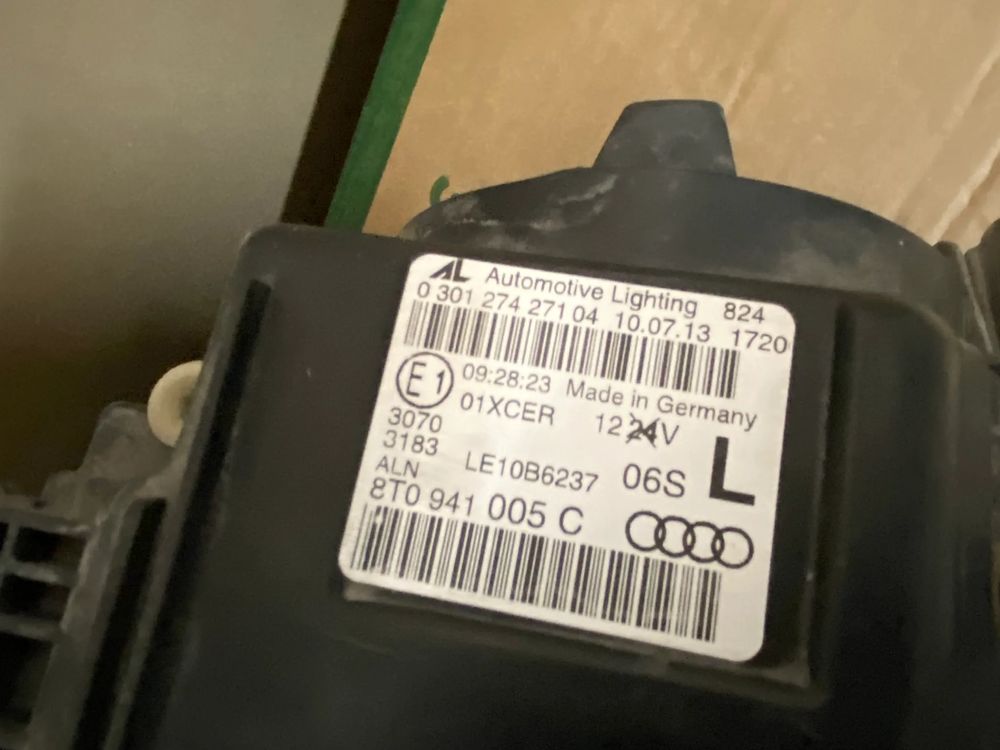 AL Automotive Lighting 824
0 301 274 271 04 10.07.13 1720
E1 09:28:23 Made in Germany
01XCER 12 24V
3070
3183
ALN LE10B6237 06S L
8T0 941 005 C